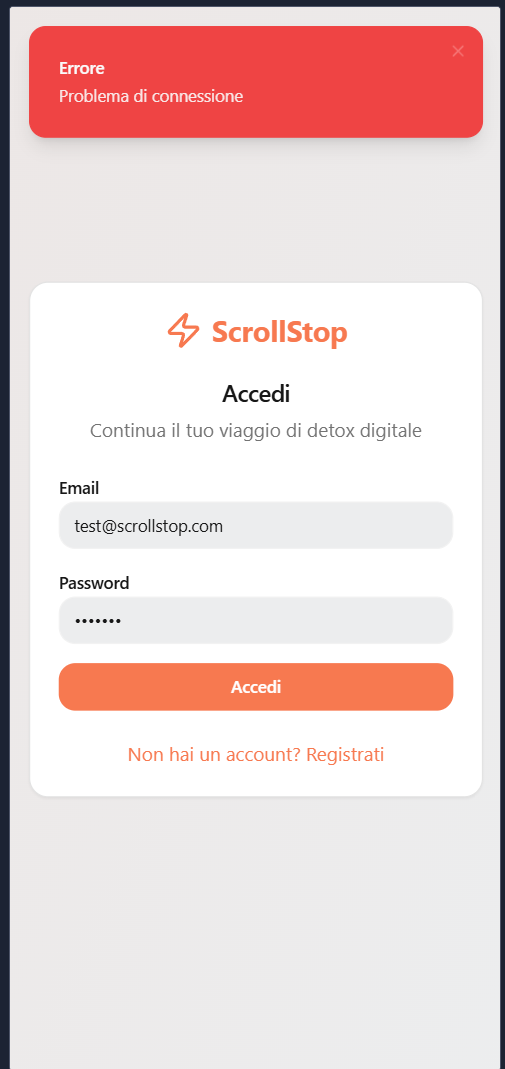 Errore
Problema di connessione
ScrollStop
Accedi
Continua il tuo viaggio di detox digitale
Email
test@scrollstop.com
Password
•••••••
Accedi
Non hai un account? Registrati